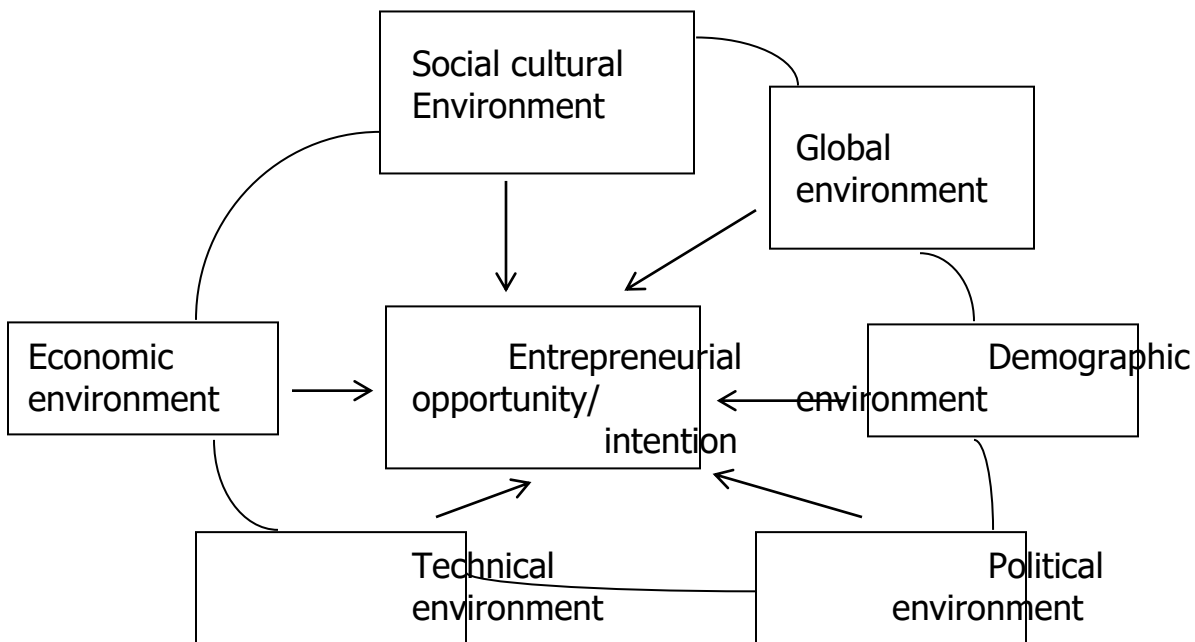 Social cultural
Environment
Global
environment
Economic
environment
Entrepreneurial
opportunity/
intention
Demographic
environment
Technical
environment
Political
environment